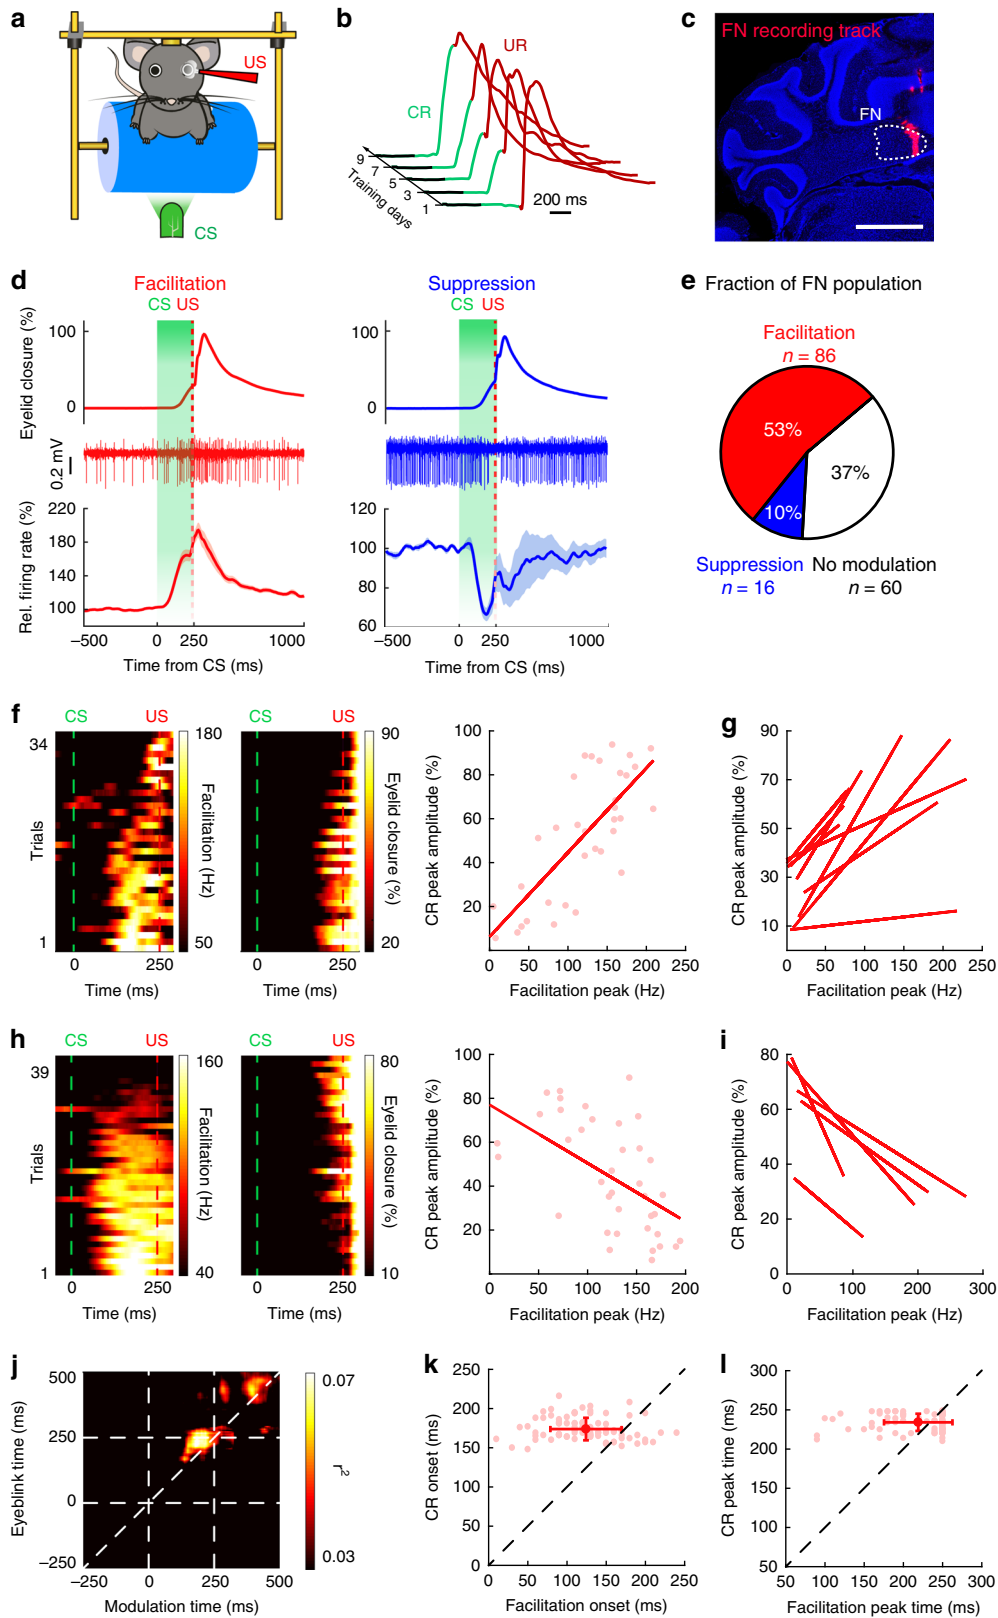 a
US
CS
b
UR
CR
9
7
5
3
1
Training days
200 ms
c
FN recording track
FN
d
Facilitation
CS US
Eyelid closure (%)
100
0
0.2 mV
Rel. firing rate (%)
220
180
140
100
−500 0 250 1000
Time from CS (ms)
Suppression
CS US
100
0
120
100
80
60
−500 0 250 1000
Time from CS (ms)
e Fraction of FN population
Facilitation
n = 86
53%
37%
10%
Suppression
n = 16
No modulation
n = 60
f
CS US
34
Trials
1
0 250
Time (ms)
180
Facilitation (Hz)
50
CS US
0 250
Time (ms)
90
Eyelid closure (%)
20
CR peak amplitude (%)
100
80
60
40
20
0 50 100 150 200 250
Facilitation peak (Hz)
g
CR peak amplitude (%)
90
70
50
30
10
0 50 100 150 200 250
Facilitation peak (Hz)
h
CS US
39
Trials
1
0 250
Time (ms)
160
Facilitation (Hz)
40
CS US
0 250
Time (ms)
80
Eyelid closure (%)
10
CR peak amplitude (%)
100
80
60
40
20
0 50 100 150 200
Facilitation peak (Hz)
i
CR peak amplitude (%)
80
60
40
20
0
0 100 200 300
Facilitation peak (Hz)
j
Eyeblink time (ms)
500
250
0
−250
−250 0 250 500
Modulation time (ms)
0.07
r²
0.03
k
CR onset (ms)
250
200
150
100
50
0
0 50 100 150 200 250
Facilitation onset (ms)
l
CR peak time (ms)
300
250
200
150
100
50
50 100 150 200 250 300
Facilitation peak time (ms)